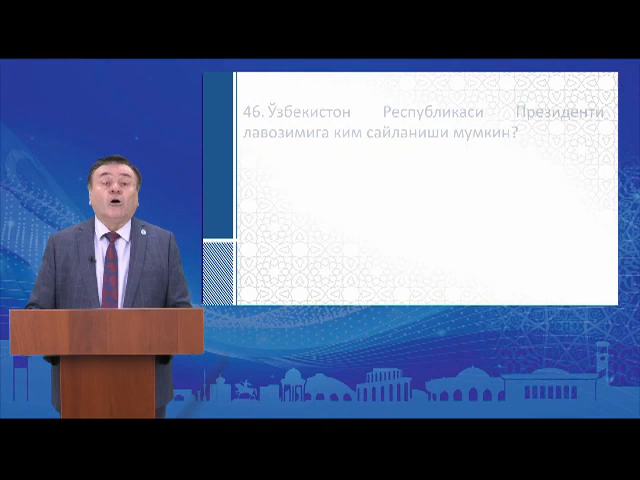 46. Ўзбекистон Республикаси Президенти
лавозимига ким сайланиши мумкин?